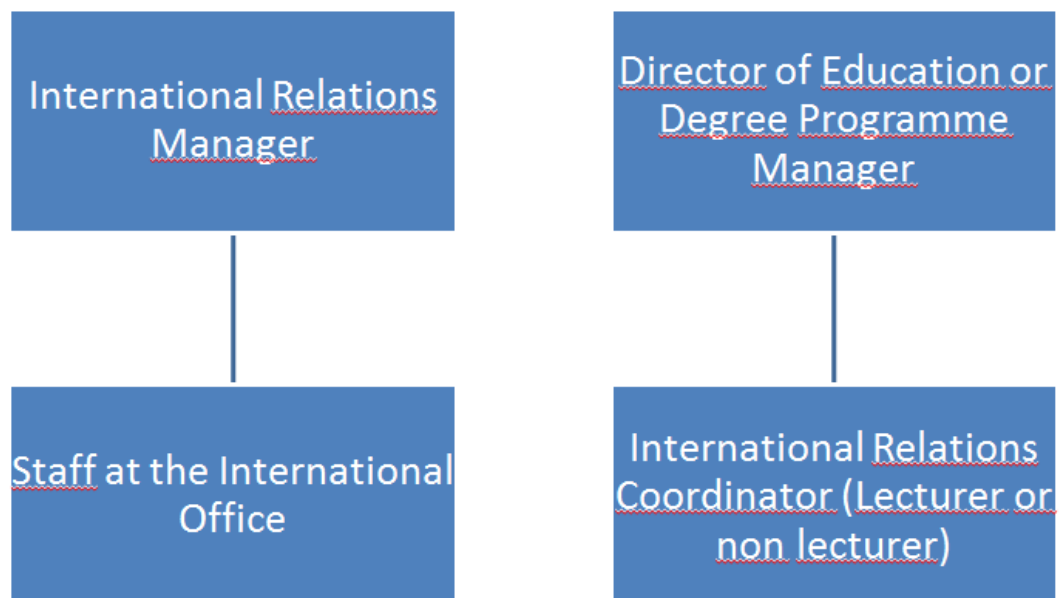 International Relations
Manager
Director of Education or
Degree Programme
Manager
Staff at the International
Office
International Relations
Coordinator (Lecturer or
non lecturer)